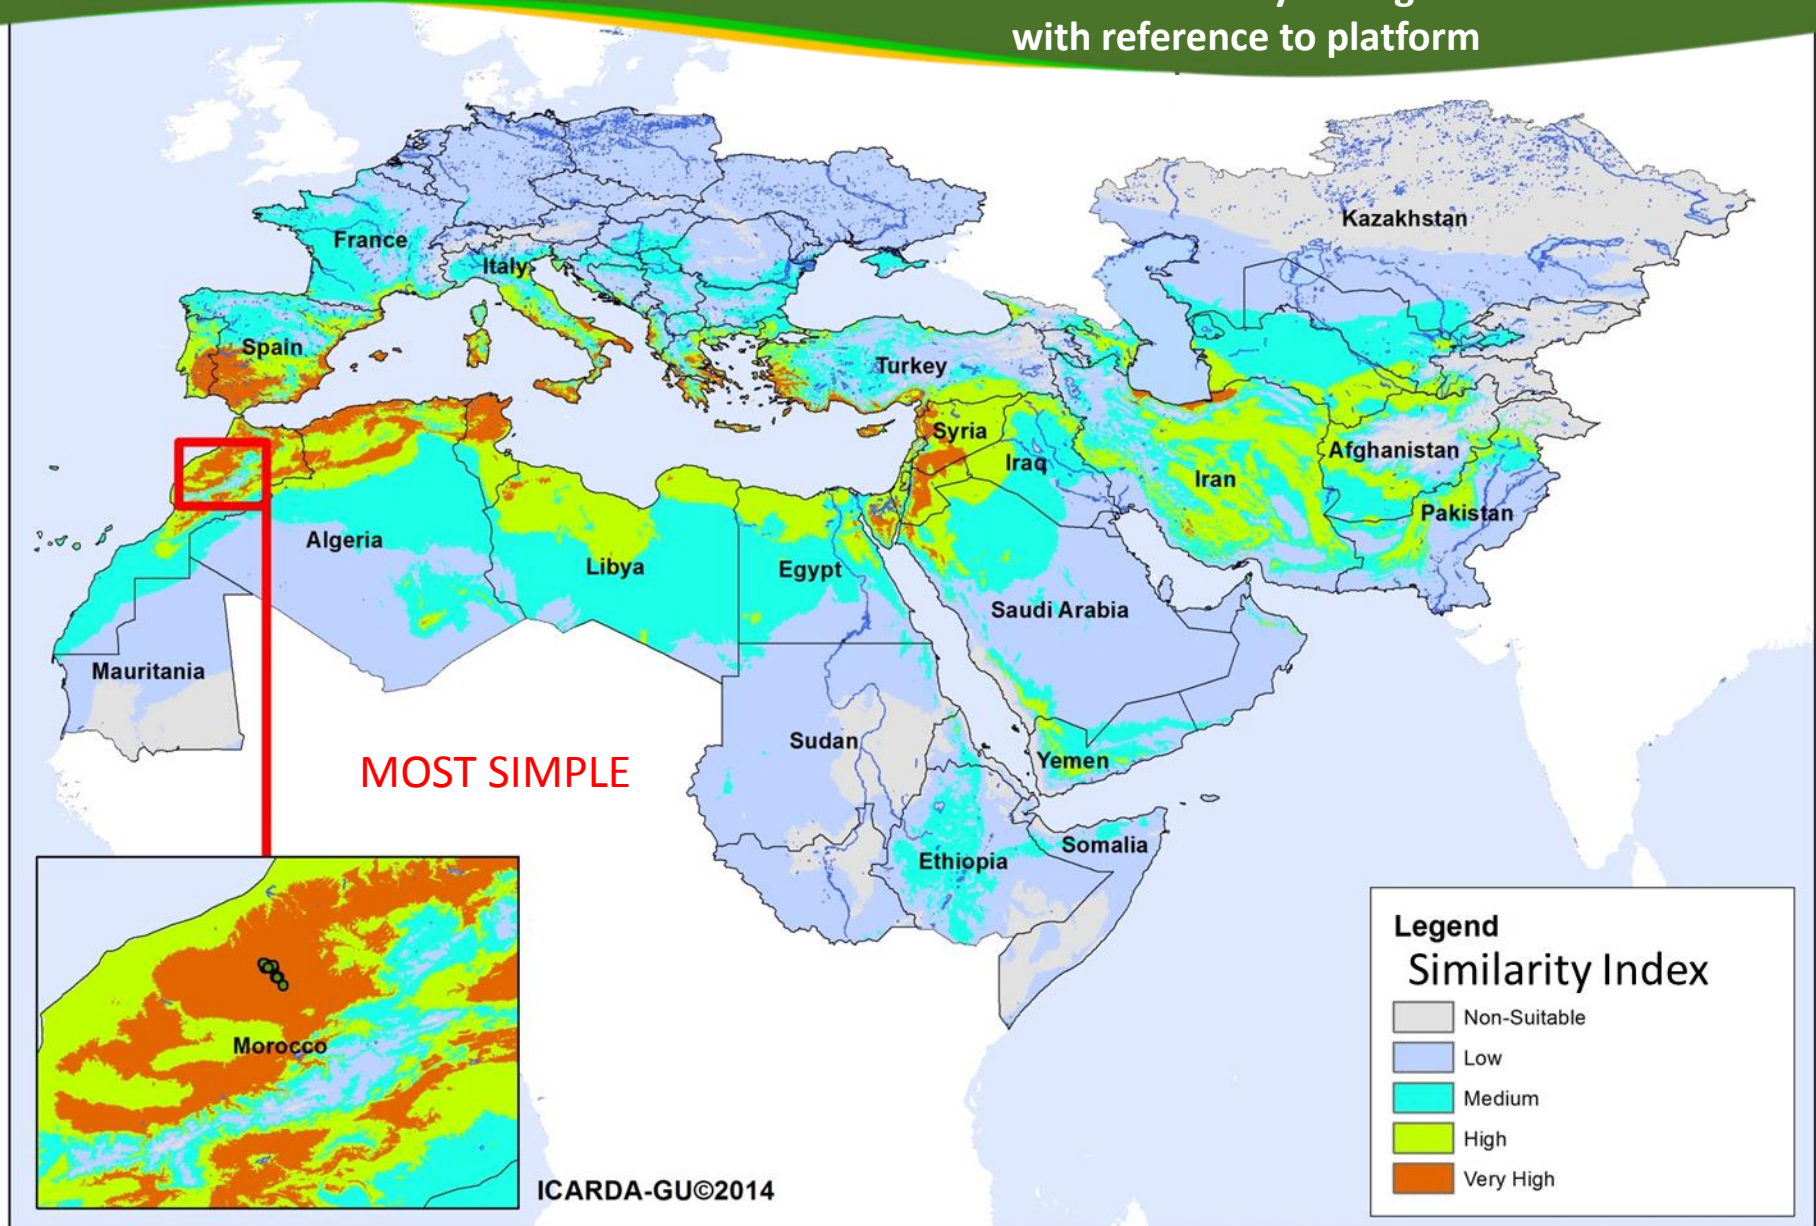 with reference to platform
Kazakhstan
France
Italy
Spain
Turkey
Syria
Iraq
Iran
Afghanistan
Pakistan
Algeria
Libya
Egypt
Saudi Arabia
Mauritania
Sudan
Yemen
MOST SIMPLE
Ethiopia
Somalia
Morocco
ICARDA-GU©2014
Legend
Similarity Index
Non-Suitable
Low
Medium
High
Very High